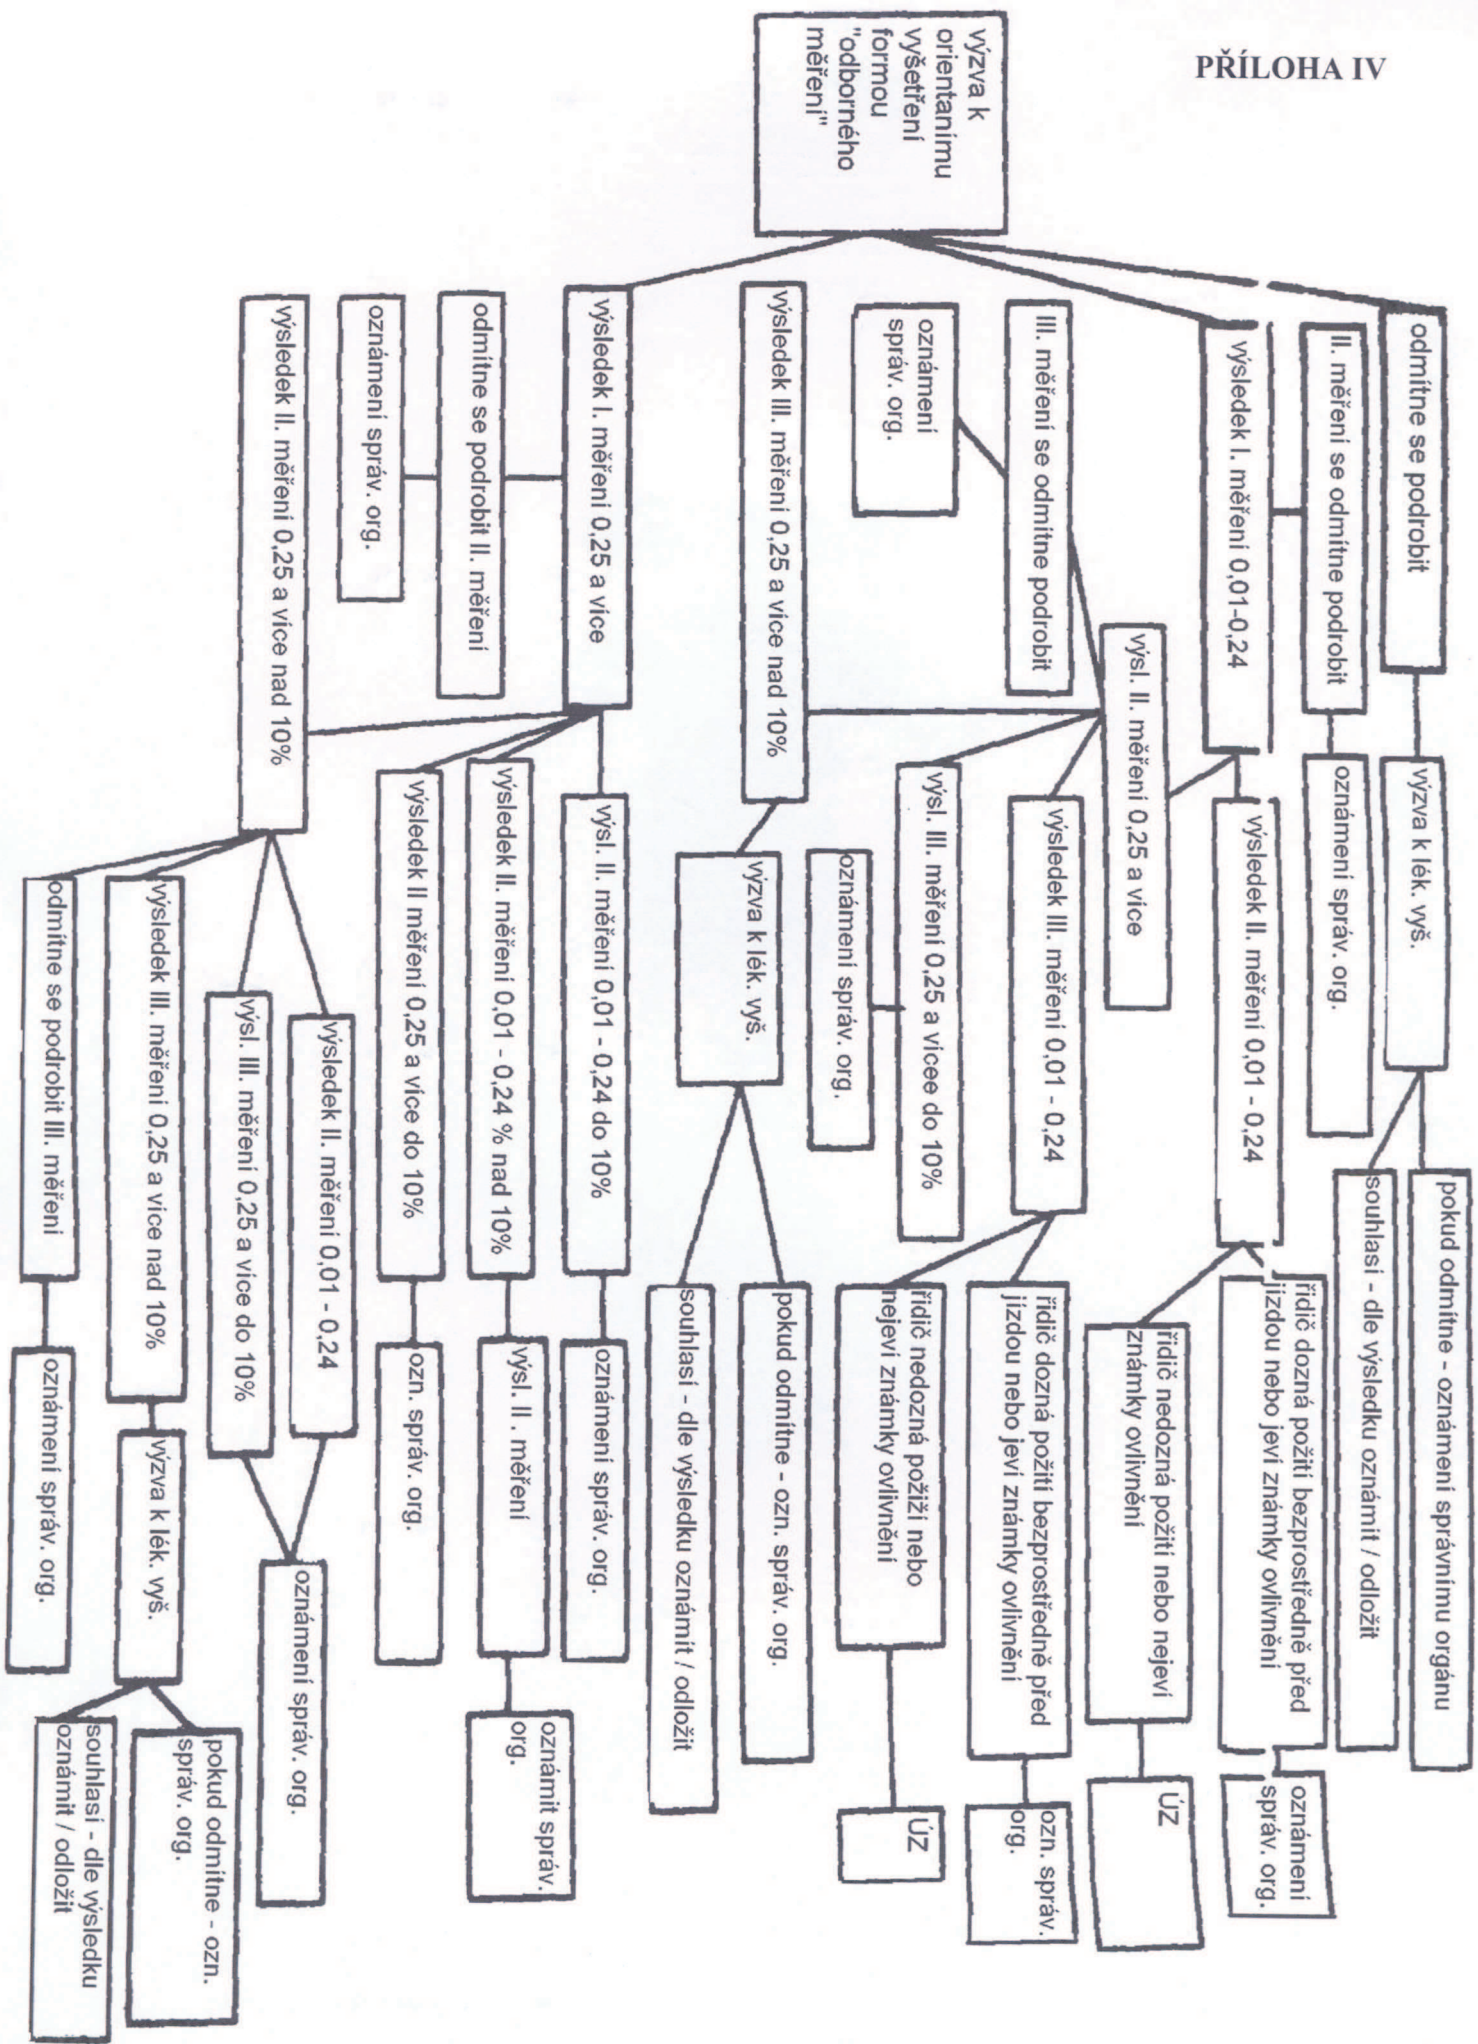 PŘÍLOHA IV
výzva k
orientanímu
vyšetření
formou
"odborného
měření"
odmítne se podrobit
výzva k lék. vyš.
pokud odmítne - oznámení správnímu orgánu
souhlasí - dle výsledku oznámit / odložit
II. měření se odmítne podrobit
oznámení správ. org.
výsledek I. měření 0,01-0,24
výsledek II. měření 0,01 - 0,24
řidič dozná požití bezprostředně před
jízdou nebo jeví známky ovlivnění
oznámení
správ. org.
řidič nedozná požití nebo nejeví
známky ovlivnění
ÚZ
výsl. II. měření 0,25 a více
III. měření se odmítne podrobit
oznámení
správ. org.
výsledek III. měření 0,01 - 0,24
řidič dozná požití bezprostředně před
jízdou nebo jeví známky ovlivnění
ozn. správ.
org.
řidič nedozná požiží nebo
nejeví známky ovlivnění
ÚZ
výsl. III. měření 0,25 a vícee do 10%
oznámení správ. org.
výsledek III. měření 0,25 a více nad 10%
výzva k lék. vyš.
pokud odmítne - ozn. správ. org.
souhlasí - dle výsledku oznámit / odložit
výsledek I. měření 0,25 a více
výsl. II. měření 0,01 - 0,24 do 10%
oznámení správ. org.
odmítne se podrobit II. měření
výsledek II. měření 0,01 - 0,24 % nad 10%
výsl. II . měření
oznámit správ.
org.
oznámení správ. org.
výsledek II měření 0,25 a více do 10%
ozn. správ. org.
výsledek II. měření 0,25 a více nad 10%
výsledek II. měření 0,01 - 0,24
oznámení správ. org.
výsl. III. měření 0,25 a více do 10%
výsledek III. měření 0,25 a více nad 10%
výzva k lék. vyš.
pokud odmítne - ozn.
správ. org.
souhlasí - dle výsledku
oznámit / odložit
odmítne se podrobit III. měření
oznámení správ. org.